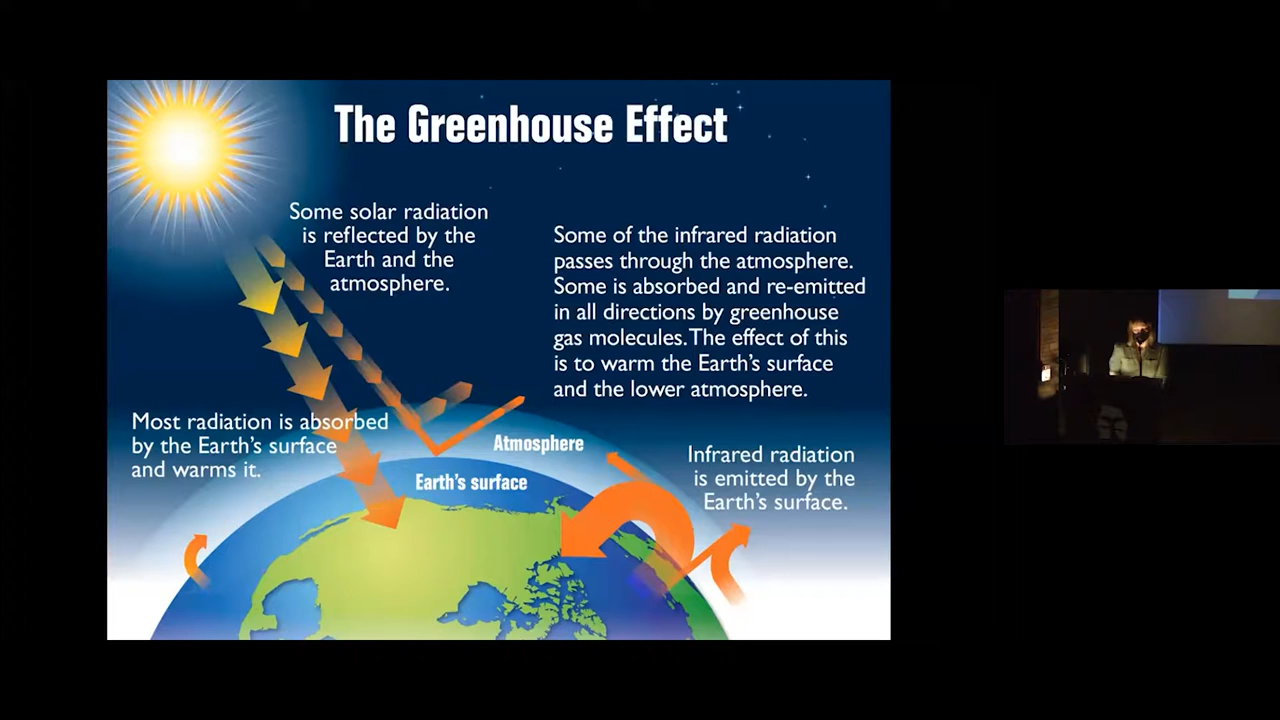 The Greenhouse Effect
Some solar radiation
is reflected by the
Earth and the
atmosphere.
Some of the infrared radiation
passes through the atmosphere.
Some is absorbed and re-emitted
in all directions by greenhouse
gas molecules. The effect of this
is to warm the Earth's surface
and the lower atmosphere.
Most radiation is absorbed
by the Earth's surface
and warms it.
Atmosphere
Earth's surface
Infrared radiation
is emitted by the
Earth's surface.